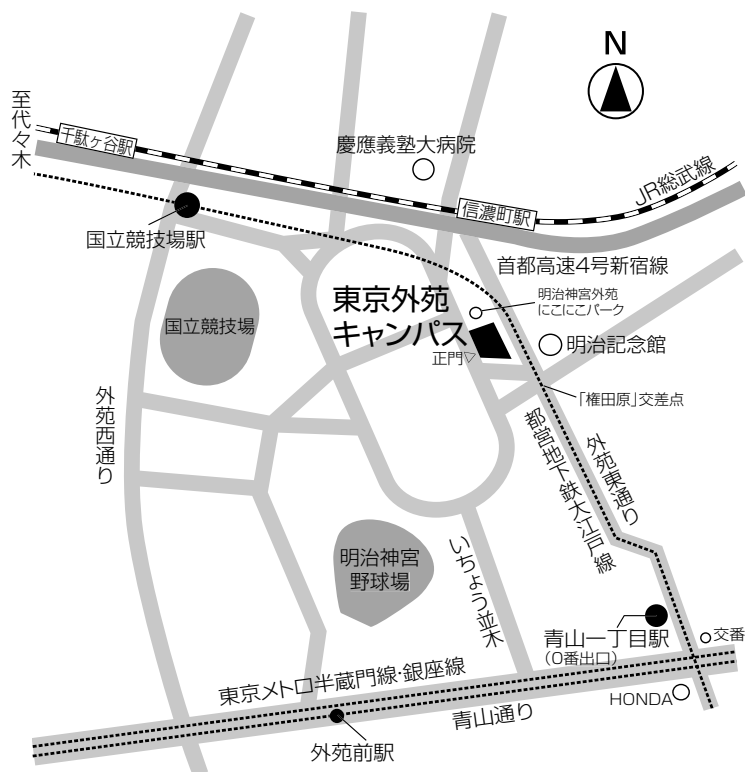 N
至代々木
千駄ヶ谷駅
慶應義塾大病院
信濃町駅
JR総武線
国立競技場駅
首都高速4号新宿線
東京外苑
キャンパス
明治神宮外苑
にこにこパーク
国立競技場
正門▽
明治記念館
「権田原」交差点
外苑西通り
都営地下鉄大江戸線
外苑東通り
明治神宮
野球場
いちょう並木
青山一丁目駅
(0番出口)
交番
東京メトロ半蔵門線・銀座線
青山通り
HONDA
外苑前駅